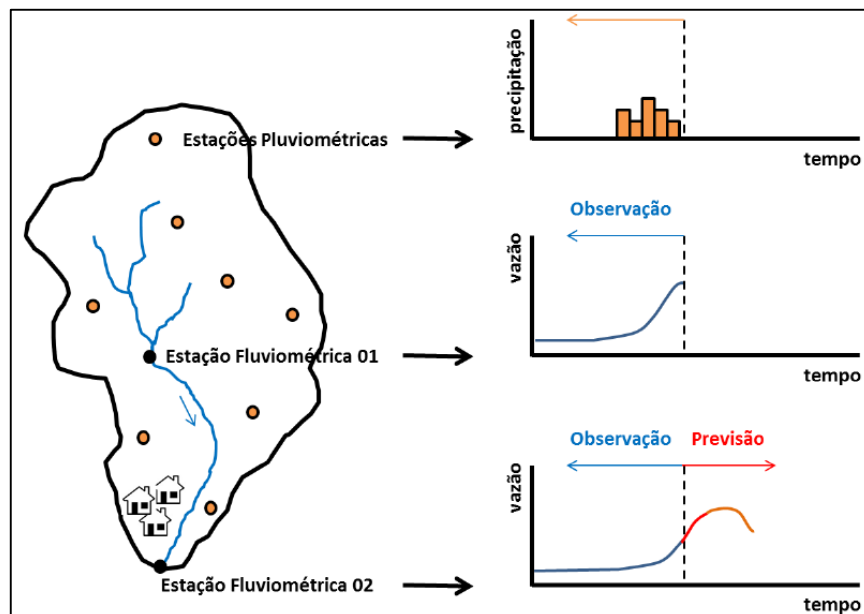 precipitação
Estações Pluviométricas
tempo
Observação
vazão
Estação Fluviométrica 01
tempo
Observação
Previsão
vazão
Estação Fluviométrica 02
tempo